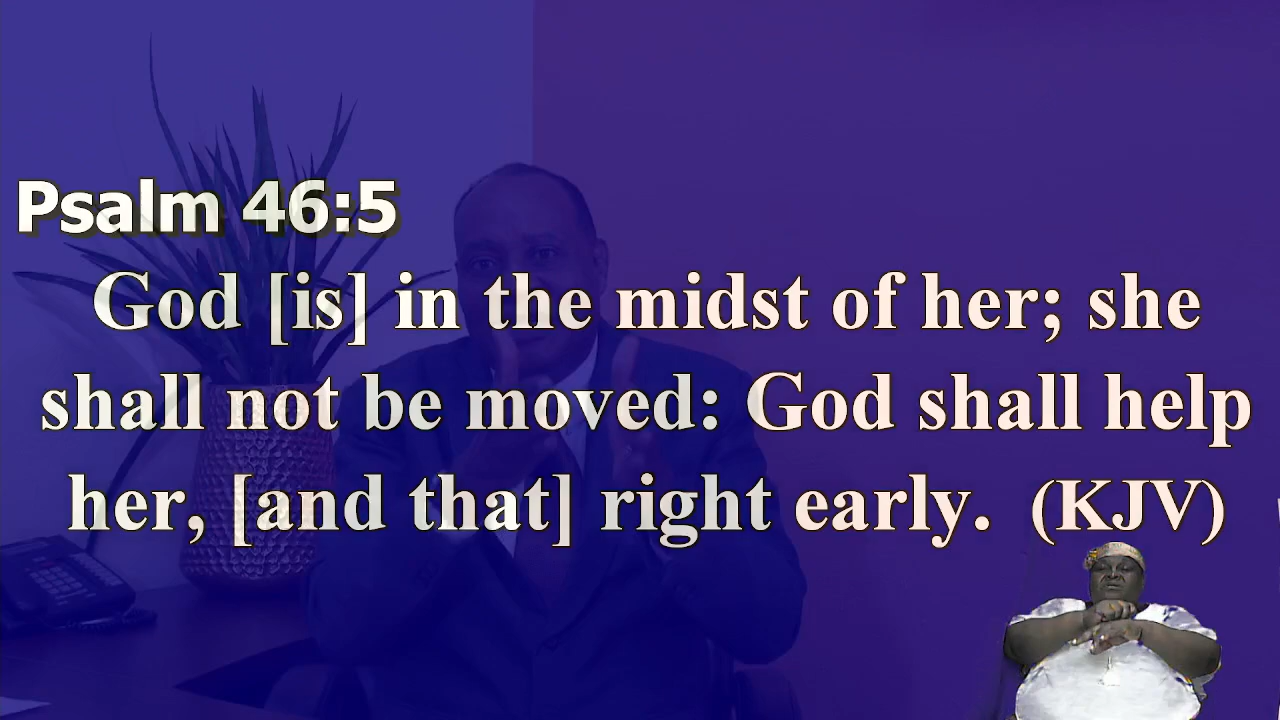 Psalm 46:5
God [is] in the midst of her; she
shall not be moved: God shall help
her, [and that] right early. (KJV)